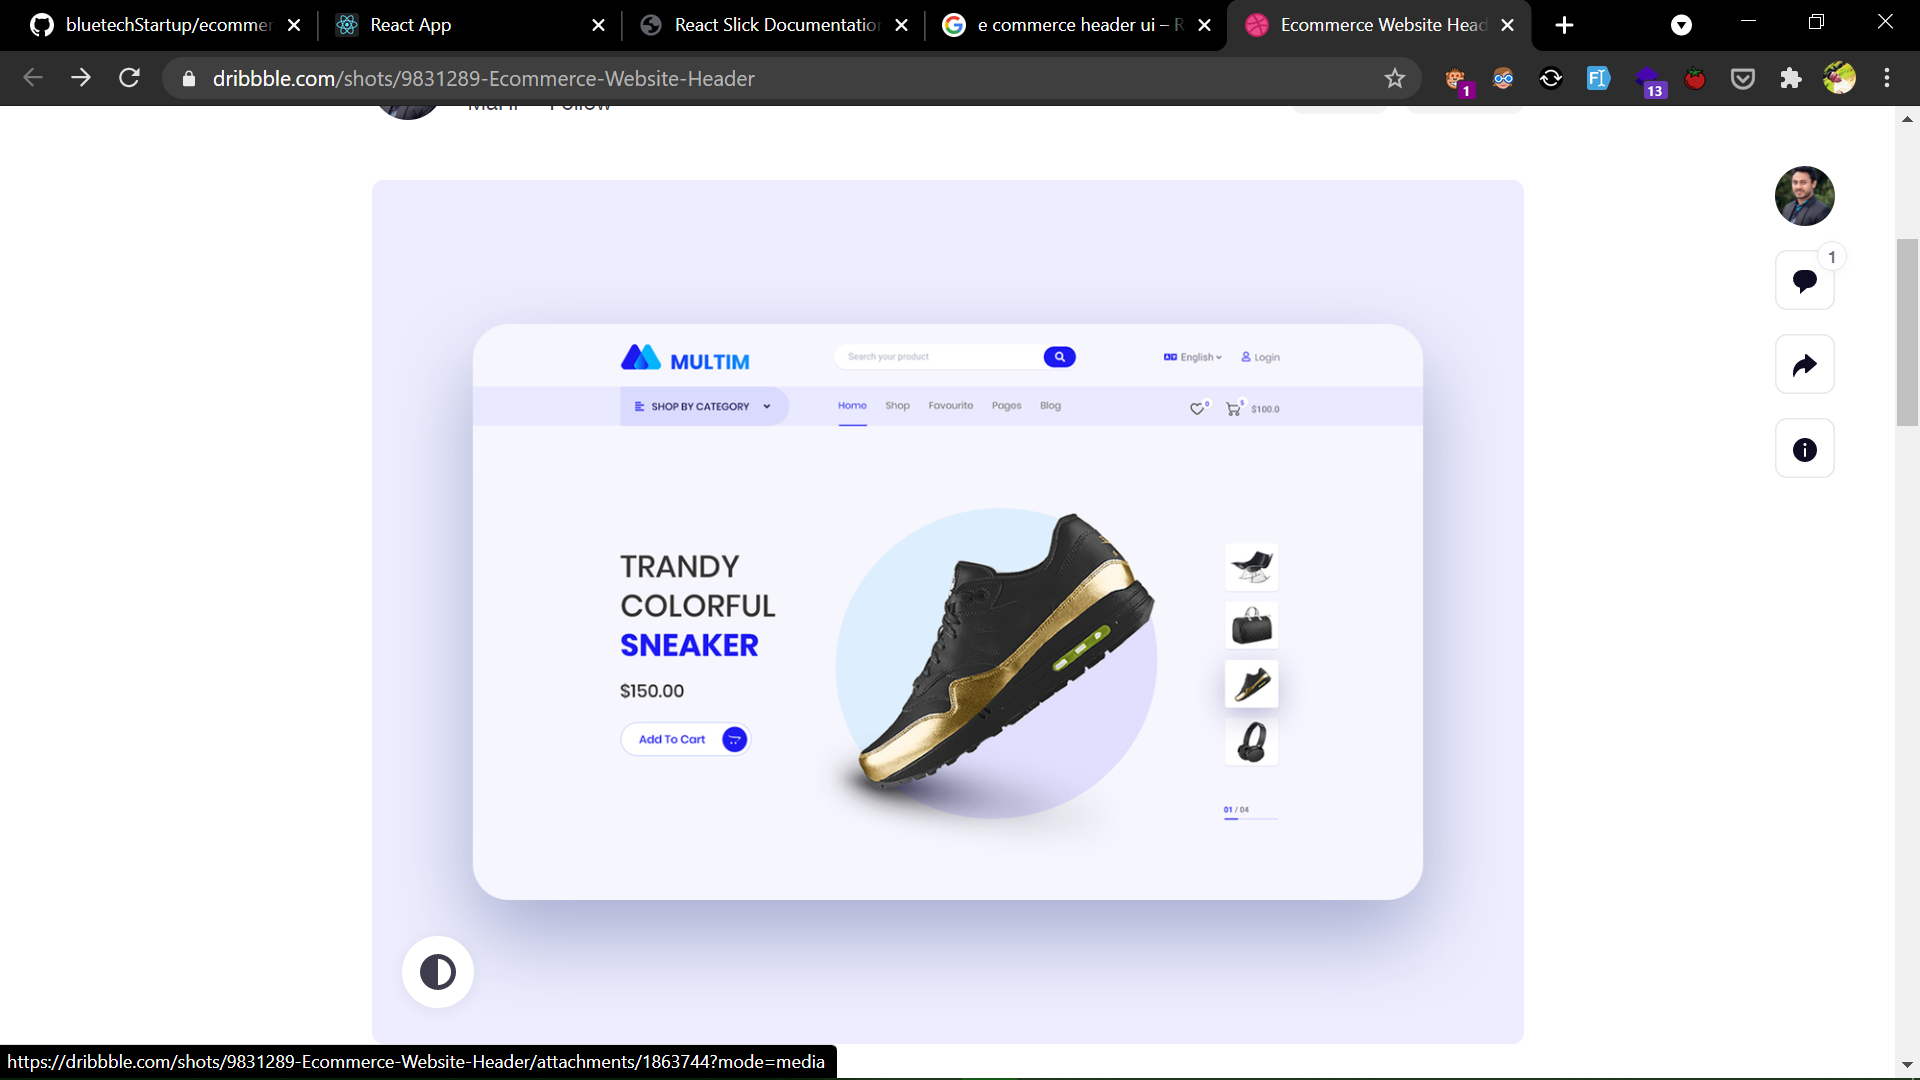 bluetechStartup/ecommer
React App
React Slick Documentation
e commerce header ui – R
Ecommerce Website Head
dribbble.com/shots/9831289-Ecommerce-Website-Header
1
13
Follow
1
MULTIM
Search your product
English
Login
SHOP BY CATEGORY
Home
Shop
Favourite
Pages
Blog
0
5
$100.0
TRANDY
COLORFUL
SNEAKER
$150.00
Add To Cart
01 / 04
https://dribbble.com/shots/9831289-Ecommerce-Website-Header/attachments/1863744?mode=media